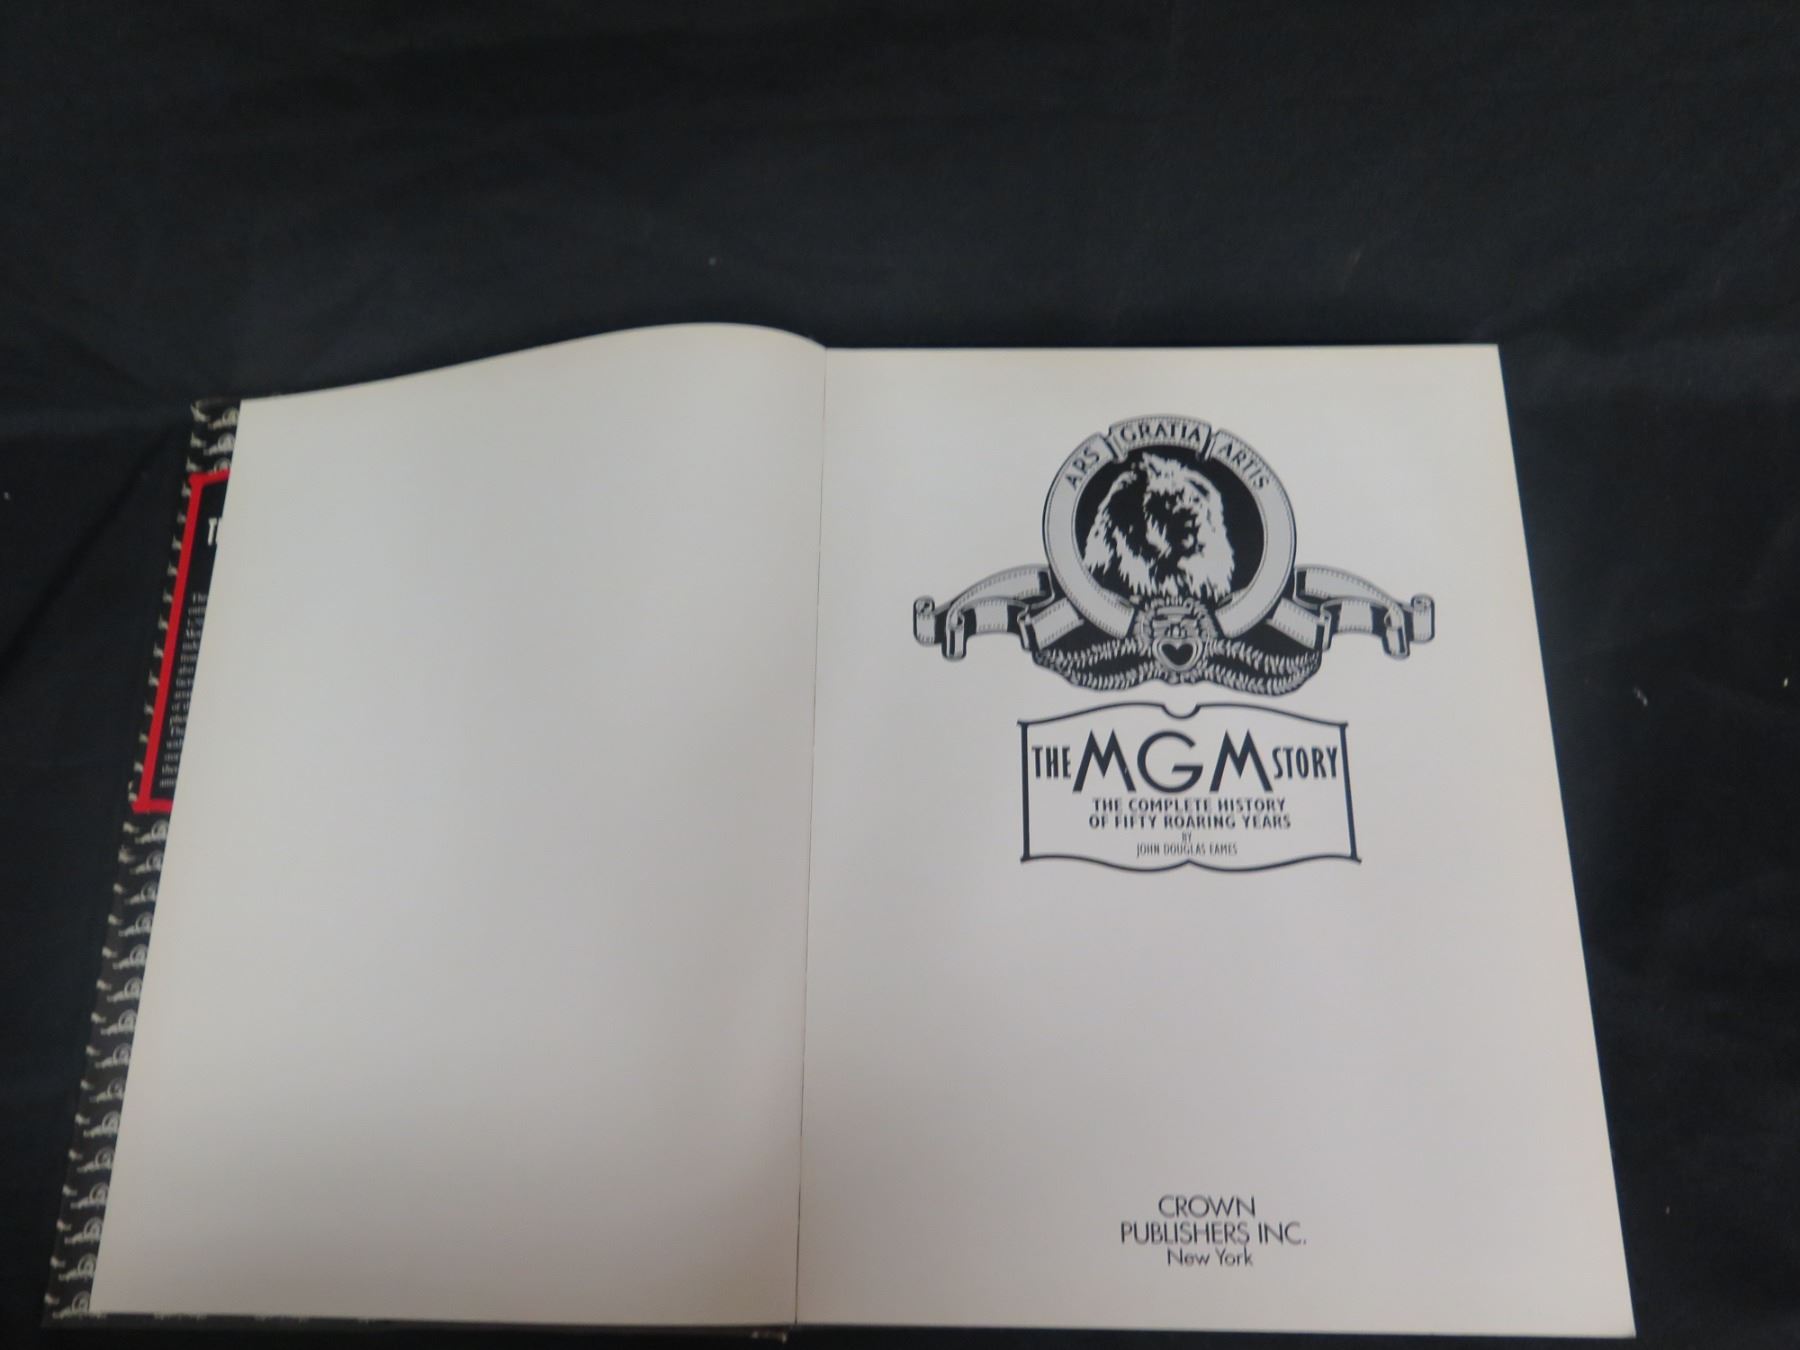 ARS GRATIA ARTIS
THE MGM STORY
THE COMPLETE HISTORY
OF FIFTY ROARING YEARS
BY
JOHN DOUGLAS EAMES
CROWN
PUBLISHERS INC.
New York